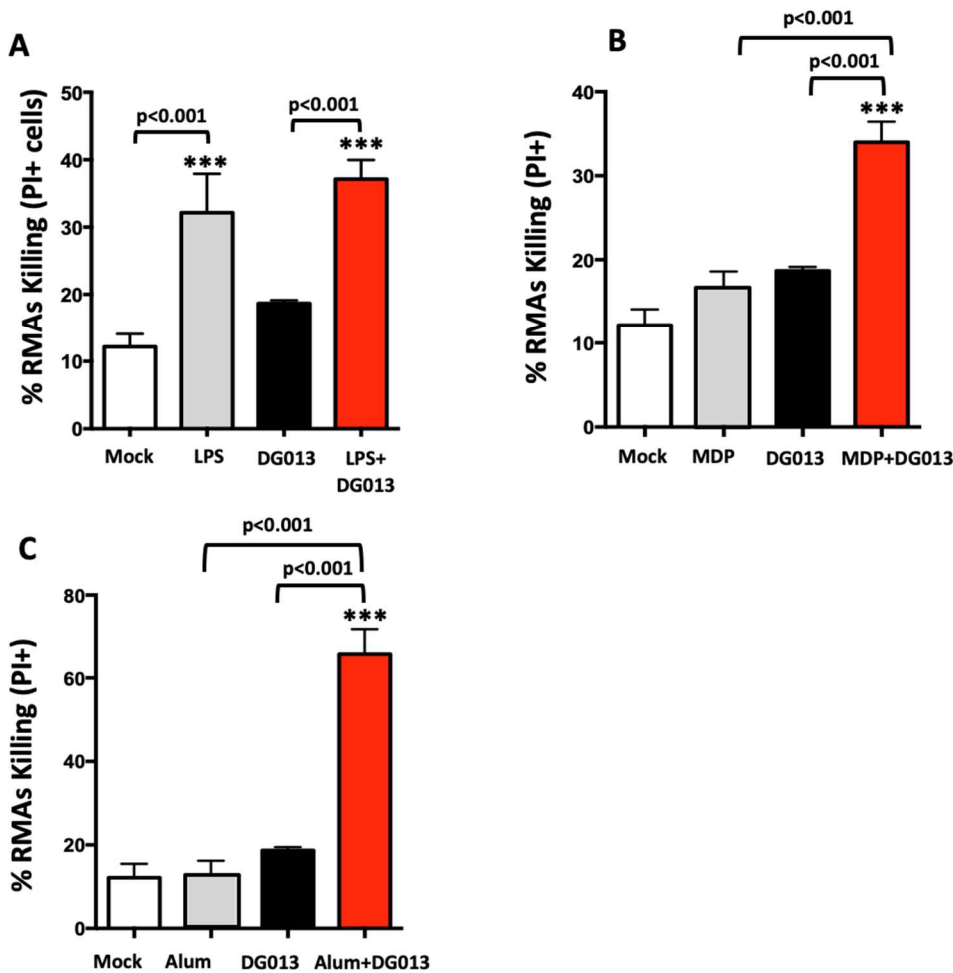 A
% RMAs Killing (PI+ cells)
50
40
30
20
10
0
p<0.001
p<0.001
***
***
Mock LPS DG013 LPS+
DG013
B
% RMAs Killing (PI+)
40
30
20
10
0
p<0.001
p<0.001
***
Mock MDP DG013 MDP+DG013
C
% RMAs Killing (PI+)
80
60
40
20
0
p<0.001
p<0.001
***
Mock Alum DG013 Alum+DG013